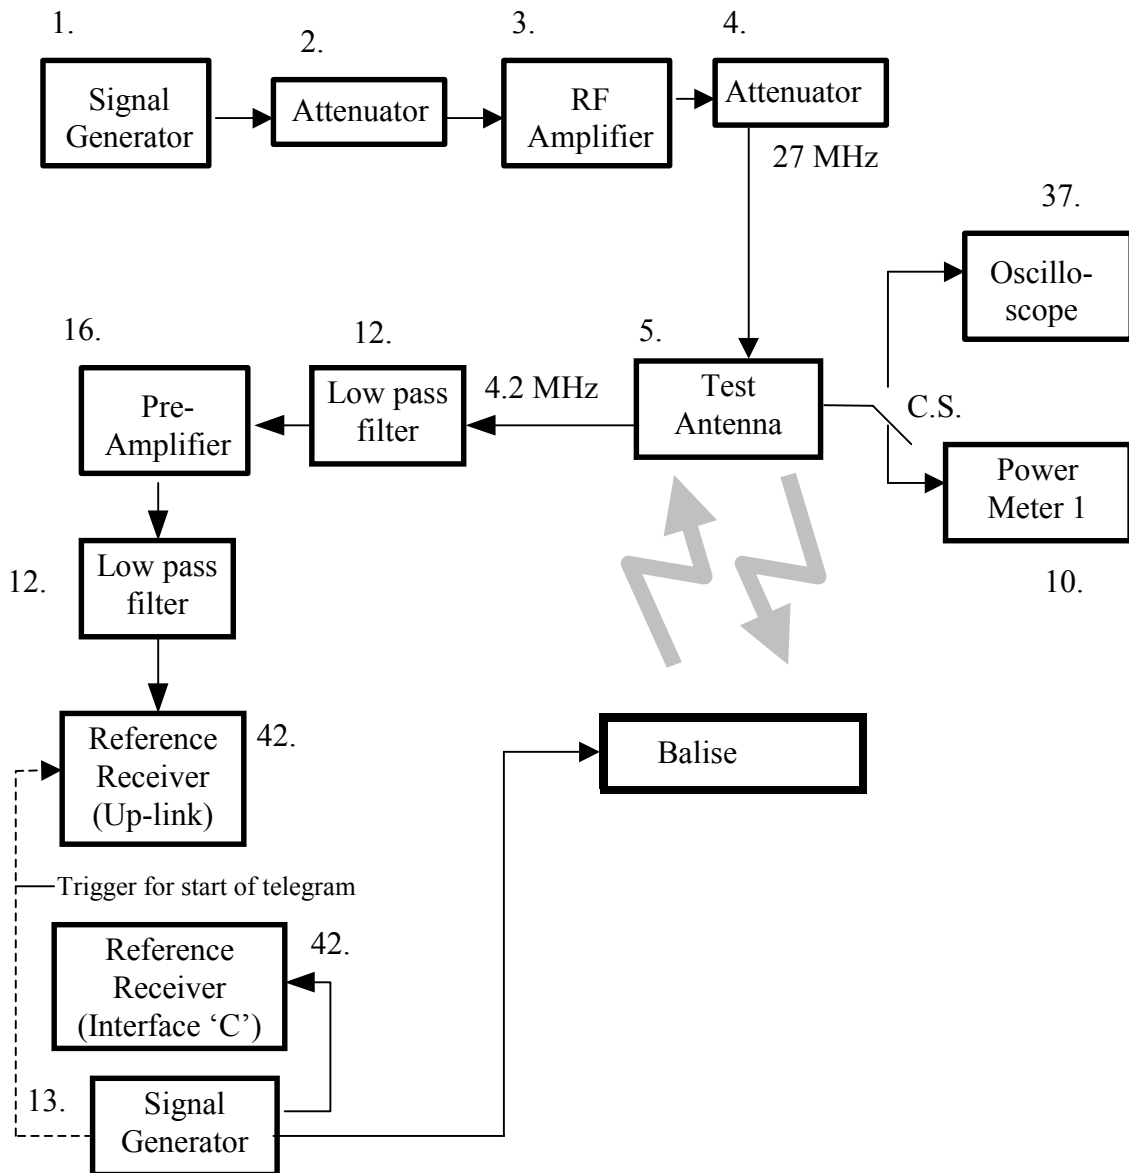 1.
Signal
Generator
2.
Attenuator
3.
RF
Amplifier
4.
Attenuator
27 MHz
37.
Oscillo-
scope
C.S.
Power
Meter 1
10.
5.
Test
Antenna
4.2 MHz
12.
Low pass
filter
16.
Pre-
Amplifier
12.
Low pass
filter
Reference
Receiver
(Up-link)
42.
Balise
Trigger for start of telegram
Reference
Receiver
(Interface ‘C’)
42.
13.
Signal
Generator